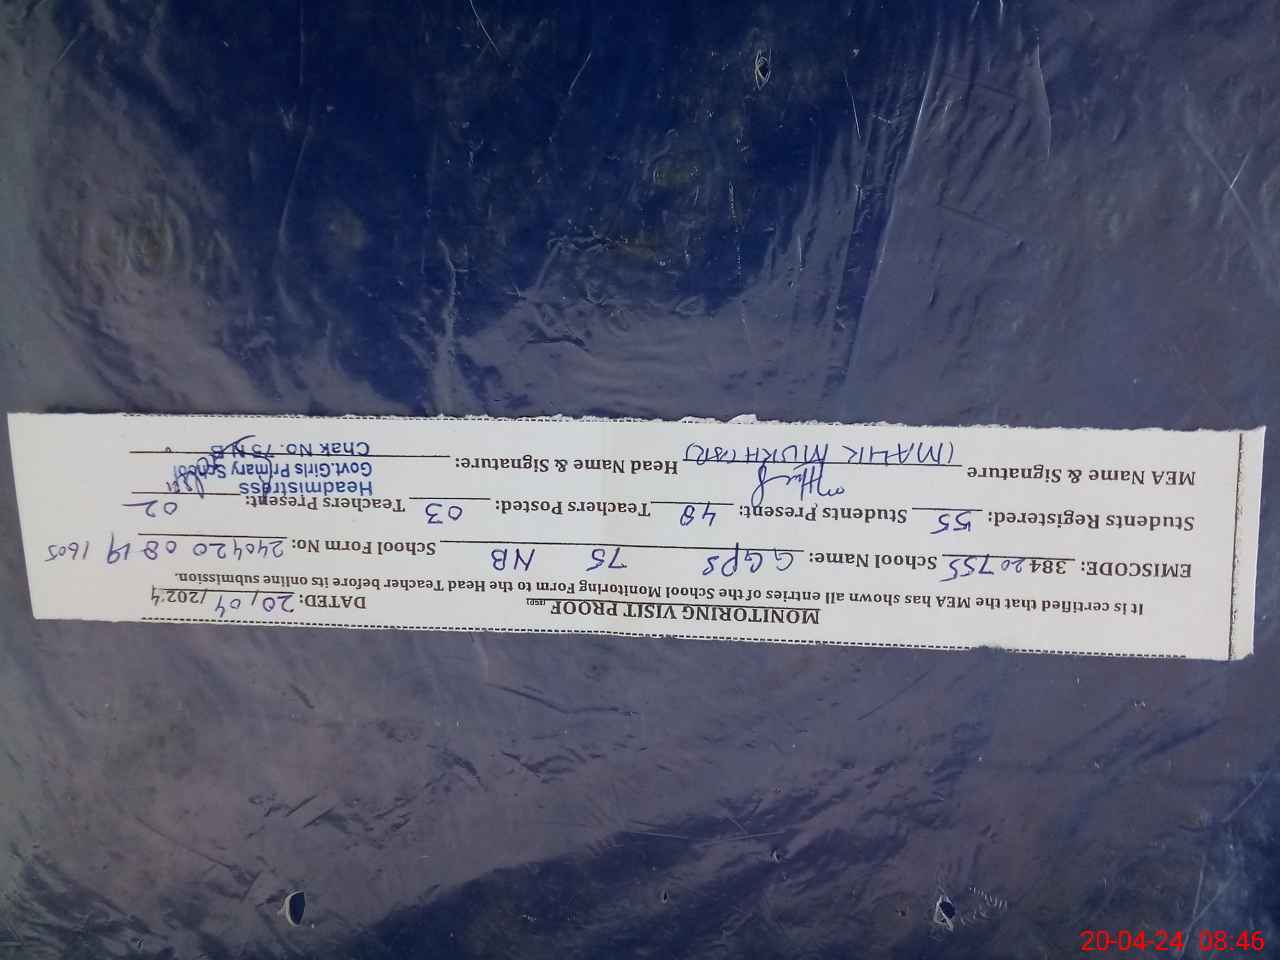 MONITORING VISIT PROOF
DATED: 20/04/2024
It is certified that the MEA has shown all entries of the School Monitoring Form to the Head Teacher before its online submission.
EMISCODE: 38420755 School Name: GGPS 75 NB School Form No: 240420 08 19 1605
Students Registered: 55 Students Present: 48 Teachers Posted: 03 Teachers Present: 02
MEA Name & Signature (MALIK MUKHTAR) Head Name & Signature:
Headmistress
Govt.Girls Primary School
Chak No.75 NB
20-04-24 08:46